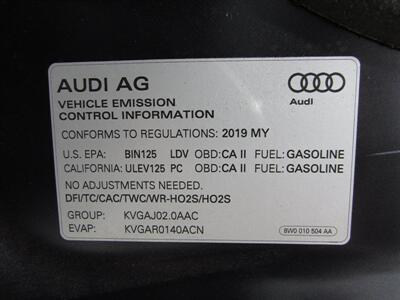 AUDI AG
VEHICLE EMISSION
CONTROL INFORMATION
Audi
CONFORMS TO REGULATIONS: 2019 MY
U.S. EPA: BIN125 LDV OBD:CA II FUEL: GASOLINE
CALIFORNIA: ULEV125 PC OBD:CA II FUEL: GASOLINE
NO ADJUSTMENTS NEEDED.
DFI/TC/CAC/TWC/WR-HO2S/HO2S
GROUP: KVGAJ02.0AAC
EVAP: KVGAR0140ACN
8W0 010 504 AA